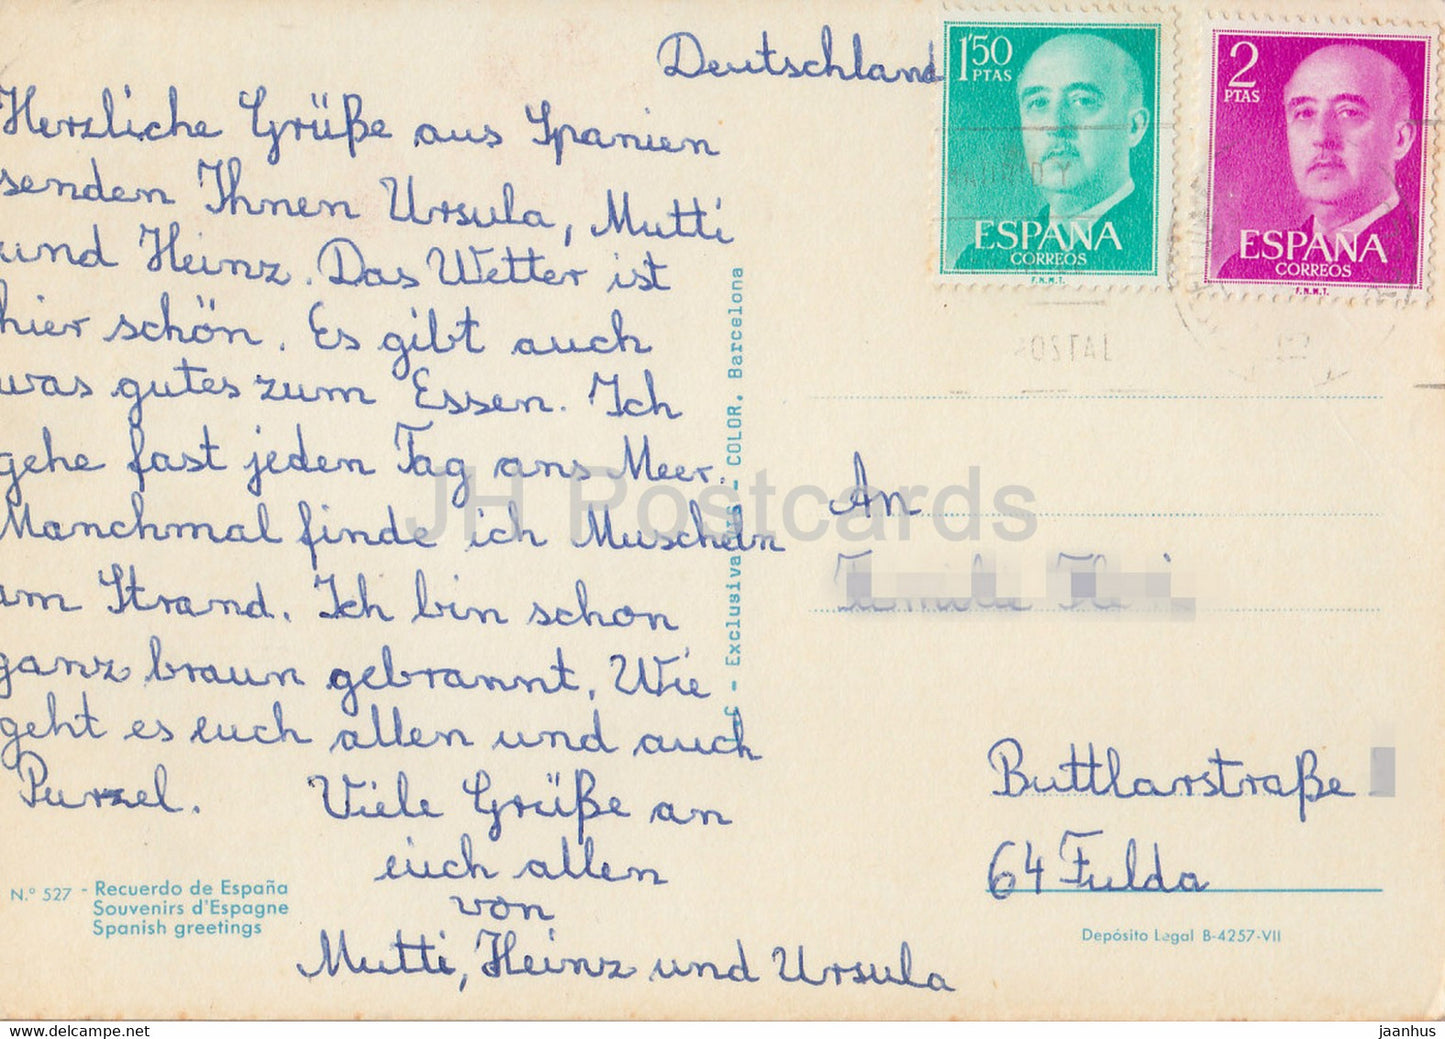 Deutschland
Herzliche Grüße aus Spanien
senden Ihnen Ursula, Mutti
und Heinz. Das Wetter ist
hier schön. Es gibt auch
was gutes zum Essen. Ich
gehe fast jeden Tag ans Meer.
Manchmal finde ich Muscheln
am Strand. Ich bin schon
ganz braun gebrannt. Wie
geht es euch allen und auch
Purzel. Viele Grüße an
euch allen
von
Mutti, Heinz und Ursula
N.º 527 - Recuerdo de España
Souvenirs d'Espagne
Spanish greetings
Exclusivas - COLOR, Barcelona
1'50
PTAS
ESPAÑA
CORREOS
F.N.M.T.
2
PTAS
ESPAÑA
CORREOS
F.N.M.T.
An
Buttlarstraße
64 Fulda
Depósito Legal B-4257-VII
JH Postcards
www.delcampe.net
jaanhus